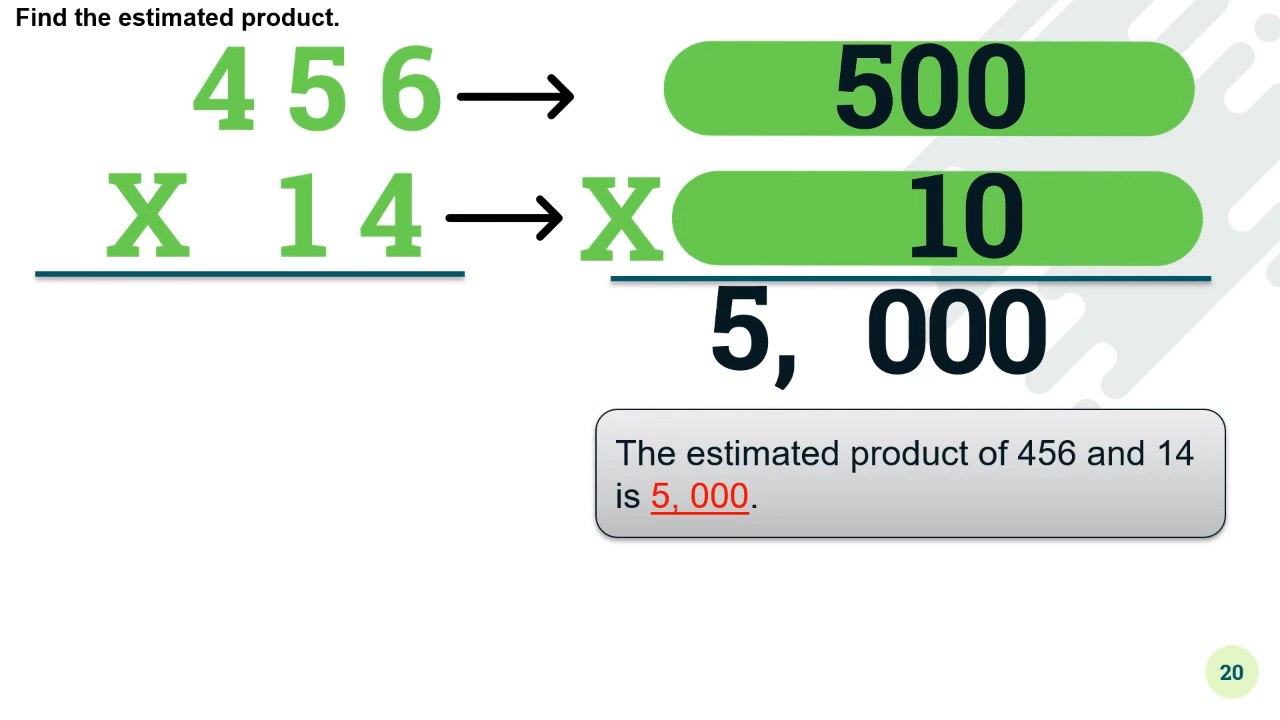 Find the estimated product.
4 5 6 → 500
X 1 4 → X 10
5, 000
The estimated product of 456 and 14
is 5, 000.
20